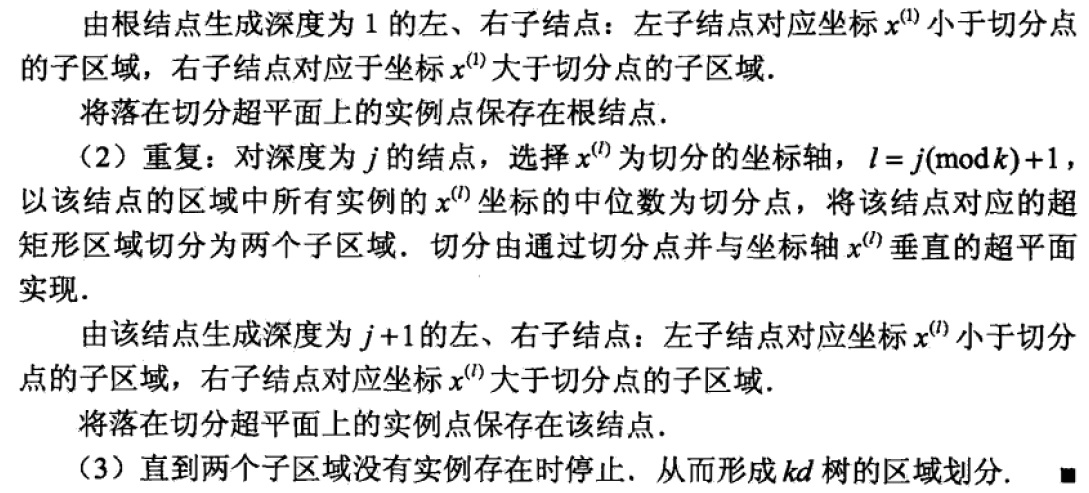 由根结点生成深度为 1 的左、右子结点：左子结点对应坐标 x⁽¹⁾ 小于切分点
的子区域，右子结点对应于坐标 x⁽¹⁾ 大于切分点的子区域．
将落在切分超平面上的实例点保存在根结点．
（2）重复：对深度为 j 的结点，选择 x⁽ˡ⁾ 为切分的坐标轴，l = j(mod k)+1，
以该结点的区域中所有实例的 x⁽ˡ⁾ 坐标的中位数为切分点，将该结点对应的超
矩形区域切分为两个子区域．切分由通过切分点并与坐标轴 x⁽ˡ⁾ 垂直的超平面
实现．
由该结点生成深度为 j+1 的左、右子结点：左子结点对应坐标 x⁽ˡ⁾ 小于切分
点的子区域，右子结点对应坐标 x⁽ˡ⁾ 大于切分点的子区域．
将落在切分超平面上的实例点保存在该结点．
（3）直到两个子区域没有实例存在时停止．从而形成 kd 树的区域划分． ■